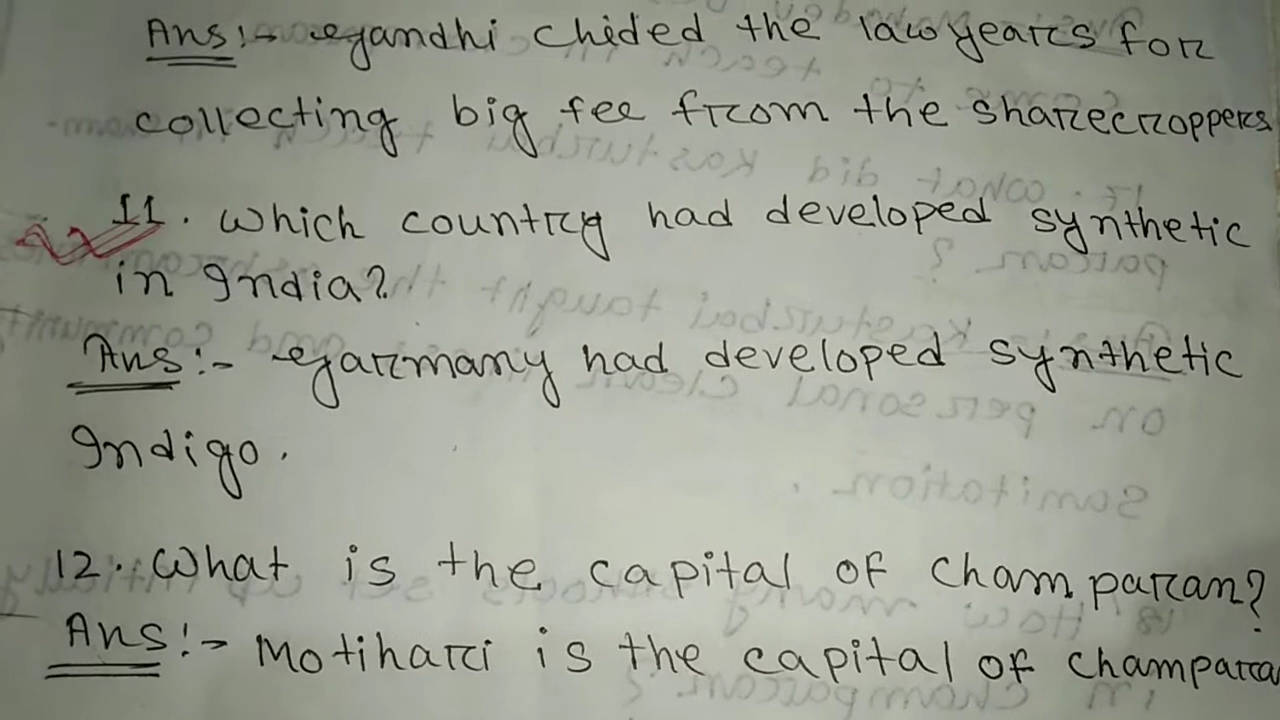 Ans:- Gandhi chided the lawyears for
collecting big fee from the sharecroppers
11. Which country had developed synthetic
in India?
Ans:- Garmany had developed synthetic
Indigo.
12. What is the capital of Champaran?
Ans:- Motihari is the capital of champara